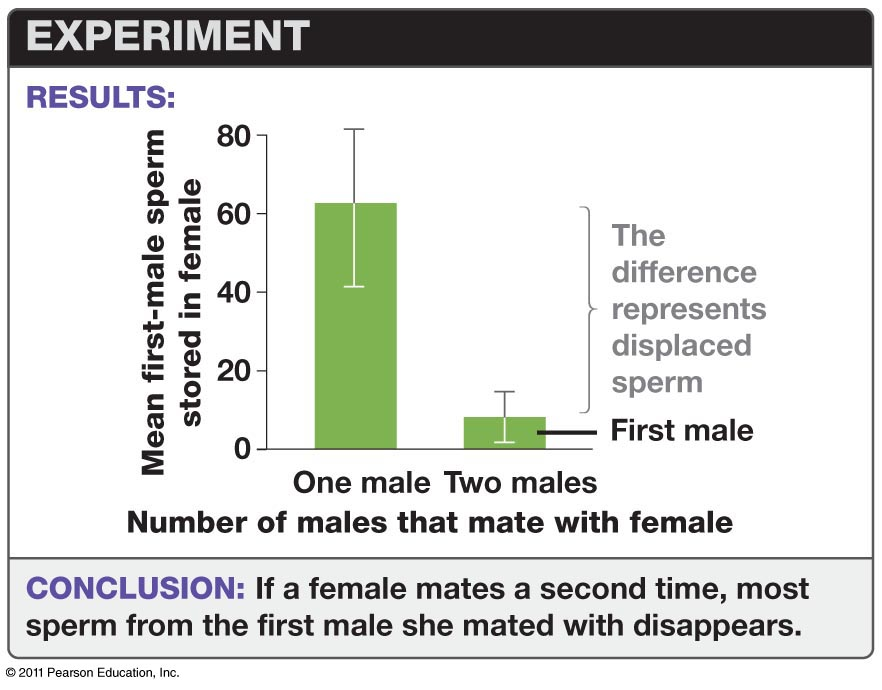 EXPERIMENT
RESULTS:
Mean first-male sperm
stored in female
80
60
40
20
0
The
difference
represents
displaced
sperm
First male
One male Two males
Number of males that mate with female
CONCLUSION: If a female mates a second time, most
sperm from the first male she mated with disappears.
© 2011 Pearson Education, Inc.